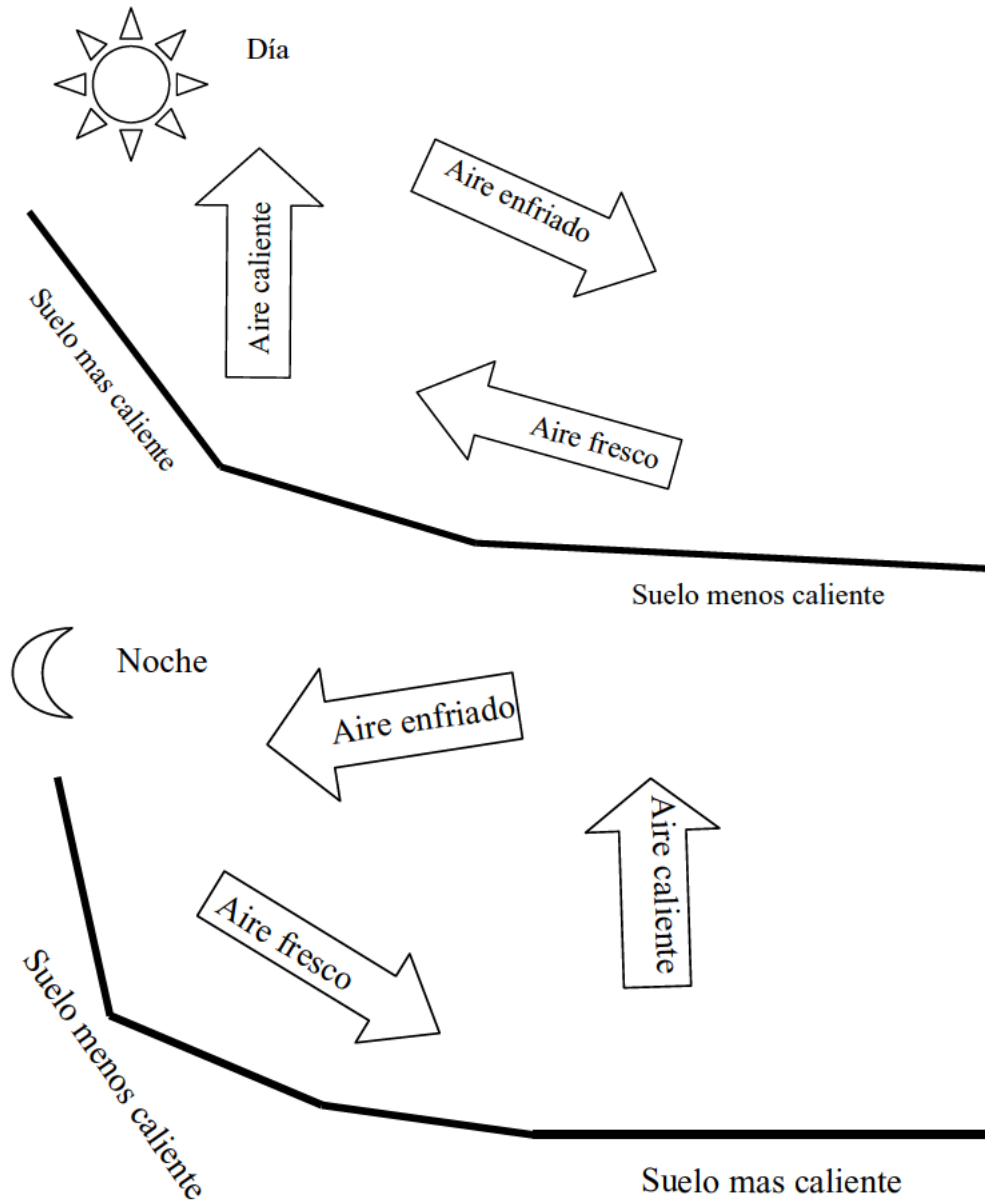 Día
Aire enfriado
Aire caliente
Suelo mas caliente
Aire fresco
Suelo menos caliente
Noche
Aire enfriado
Aire caliente
Aire fresco
Suelo menos caliente
Suelo mas caliente